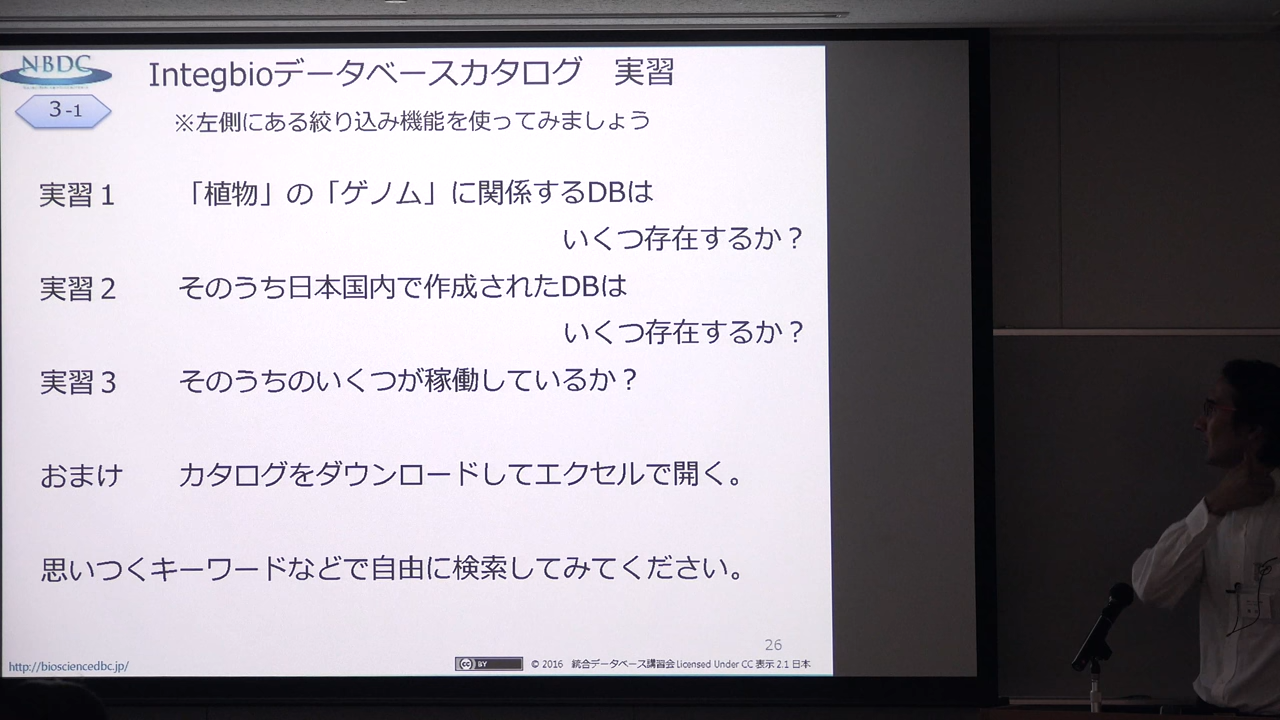 NBDC
Integbioデータベースカタログ　実習
3-1
※左側にある絞り込み機能を使ってみましょう
実習１　「植物」の「ゲノム」に関係するDBは
いくつ存在するか？
実習２　そのうち日本国内で作成されたDBは
いくつ存在するか？
実習３　そのうちのいくつが稼働しているか？
おまけ　カタログをダウンロードしてエクセルで開く。
思いつくキーワードなどで自由に検索してみてください。
26
http://biosciencedbc.jp/
cc BY
© 2016　統合データベース講習会 Licensed Under CC 表示 2.1 日本